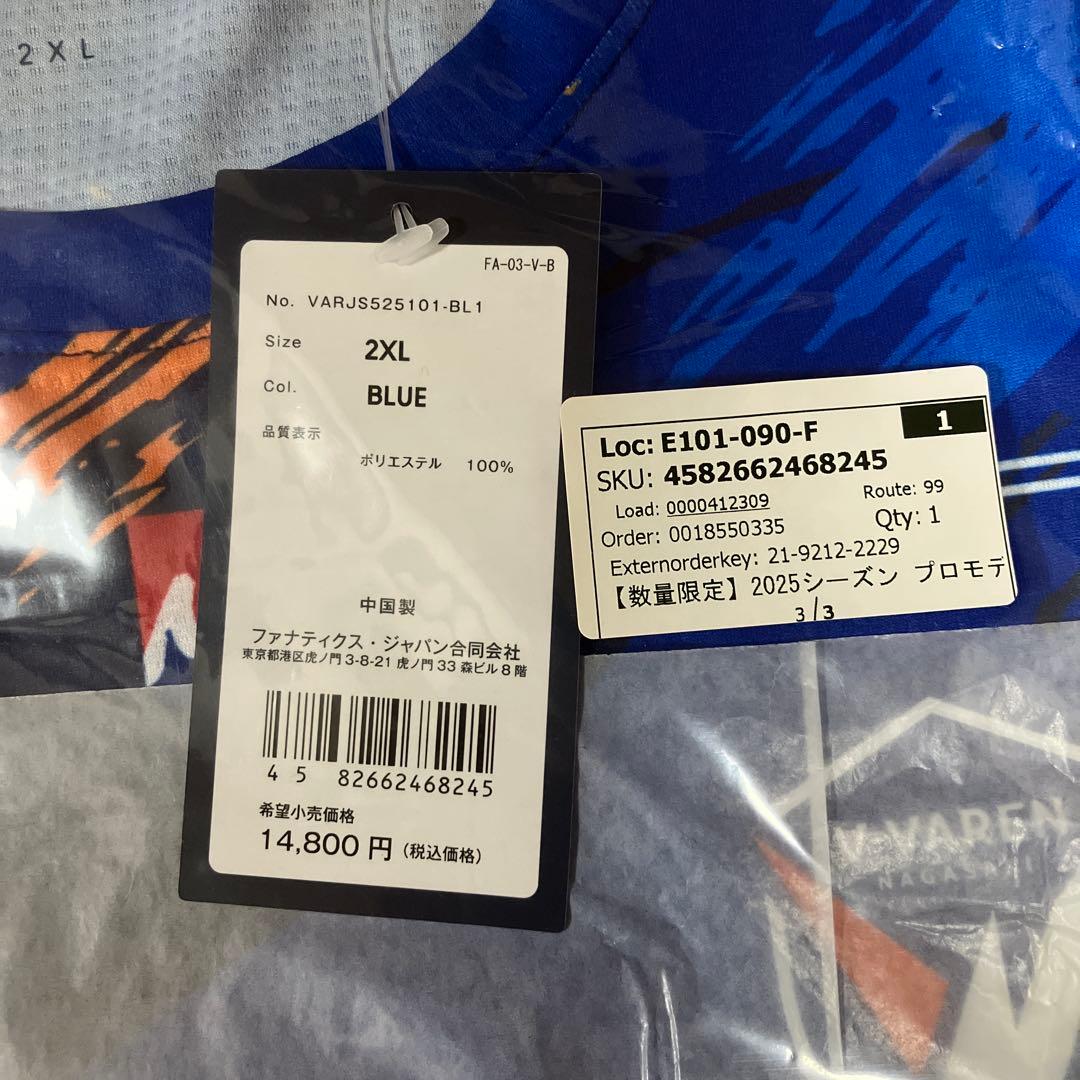 2XL
FA-03-V-B
No. VARJS525101-BL1
Size 2XL
Col. BLUE
品質表示
ポリエステル 100%
中国製
ファナティクス・ジャパン合同会社
東京都港区虎ノ門3-8-21 虎ノ門33森ビル8階
4582662468245
希望小売価格
14,800円 (税込価格)
Loc: E101-090-F 1
SKU: 4582662468245
Load: 0000412309 Route: 99
Order: 0018550335 Qty: 1
Externorderkey: 21-9212-2229
【数量限定】2025シーズン プロモデ
3/3
V·VAREN